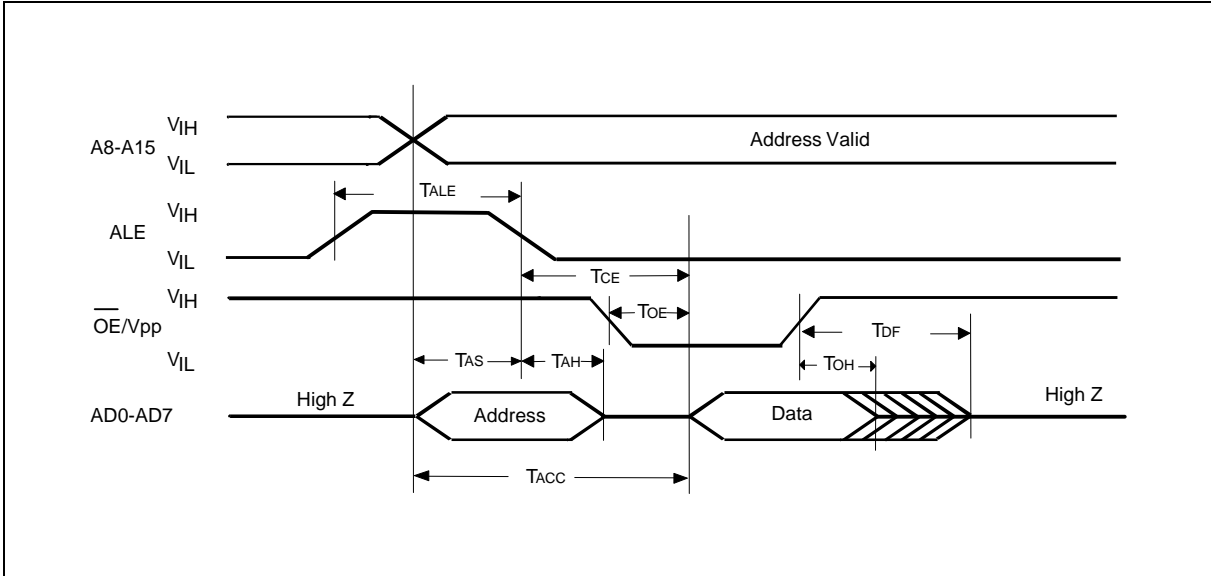 A8-A15
VIH
VIL
Address Valid
TALE
ALE
VIH
VIL
TCE
OE/Vpp
VIH
VIL
TOE
TDF
TAS
TAH
TOH
AD0-AD7
High Z
Address
Data
High Z
TACC